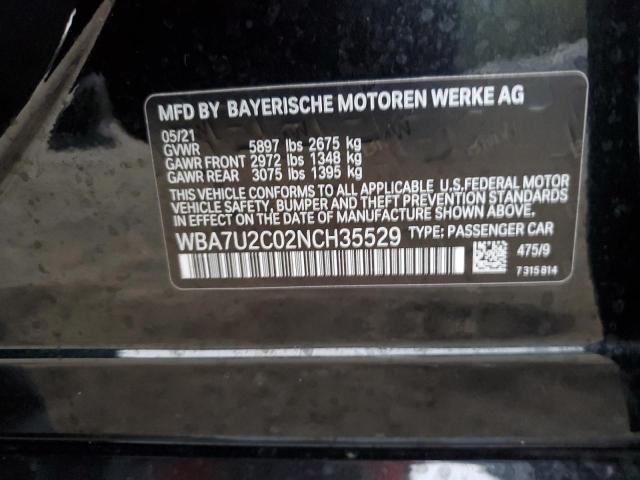 MFD BY BAYERISCHE MOTOREN WERKE AG
05/21
GVWR 5897 lbs 2675 kg
GAWR FRONT 2972 lbs 1348 kg
GAWR REAR 3075 lbs 1395 kg
THIS VEHICLE CONFORMS TO ALL APPLICABLE U.S.FEDERAL MOTOR
VEHICLE SAFETY, BUMPER, AND THEFT PREVENTION STANDARDS
IN EFFECT ON THE DATE OF MANUFACTURE SHOWN ABOVE.
WBA7U2C02NCH35529 TYPE: PASSENGER CAR
475/9
7315814